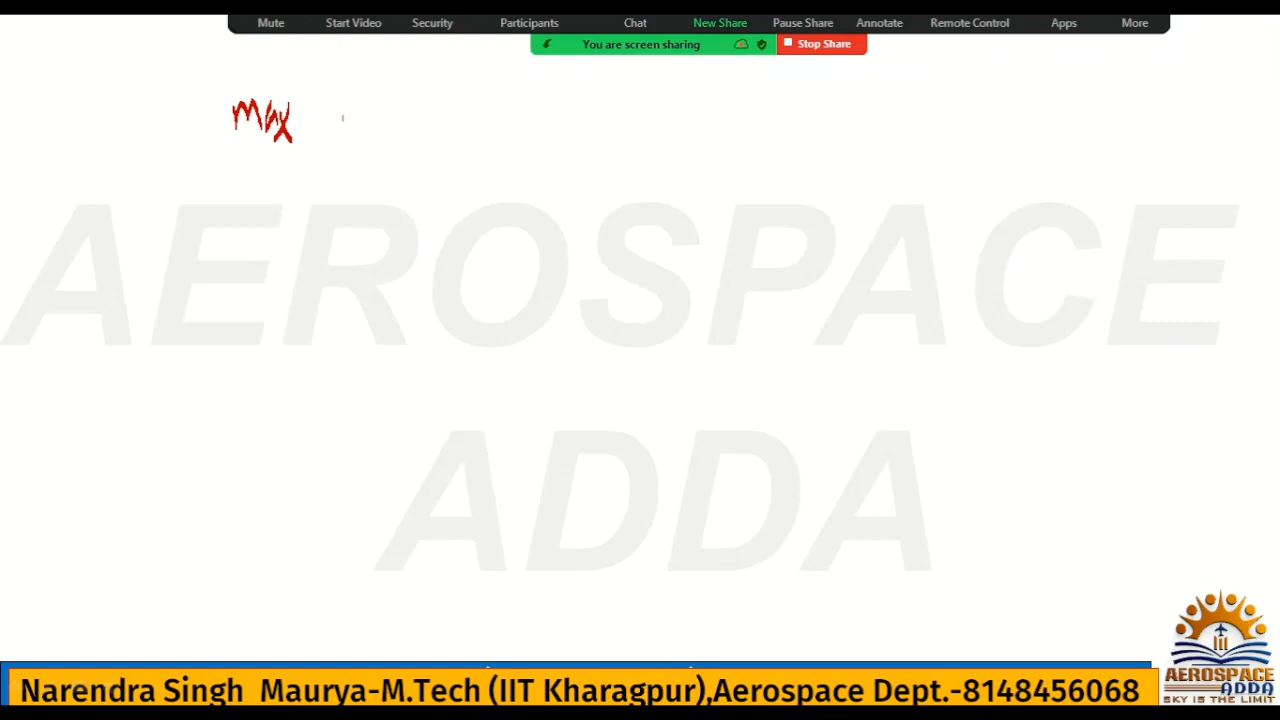 Mute Start Video Security Participants Chat New Share Pause Share Annotate Remote Control Apps More
You are screen sharing Stop Share
Max
AEROSPACE
ADDA
Narendra Singh Maurya-M.Tech (IIT Kharagpur),Aerospace Dept.-8148456068
AEROSPACE
ADDA
SKY IS THE LIMIT